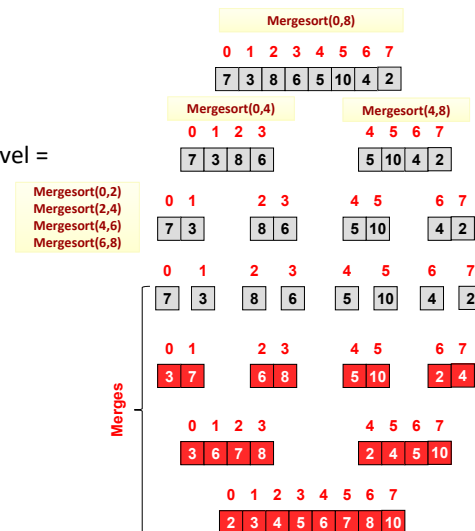 Mergesort(0,8)
0 1 2 3 4 5 6 7
7 3 8 6 5 10 4 2
Mergesort(0,4) Mergesort(4,8)
0 1 2 3 4 5 6 7
vel =
7 3 8 6 5 10 4 2
Mergesort(0,2)
Mergesort(2,4)
Mergesort(4,6)
Mergesort(6,8)
0 1 2 3 4 5 6 7
7 3 8 6 5 10 4 2
0 1 2 3 4 5 6 7
7 3 8 6 5 10 4 2
Merges
0 1 2 3 4 5 6 7
3 7 6 8 5 10 2 4
0 1 2 3 4 5 6 7
3 6 7 8 2 4 5 10
0 1 2 3 4 5 6 7
2 3 4 5 6 7 8 10